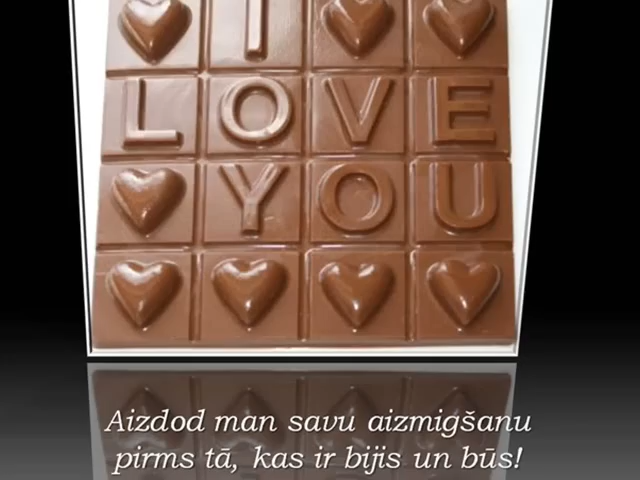 I
LOVE
YOU
Aizdod man savu aizmigšanu
pirms tā, kas ir bijis un būs!